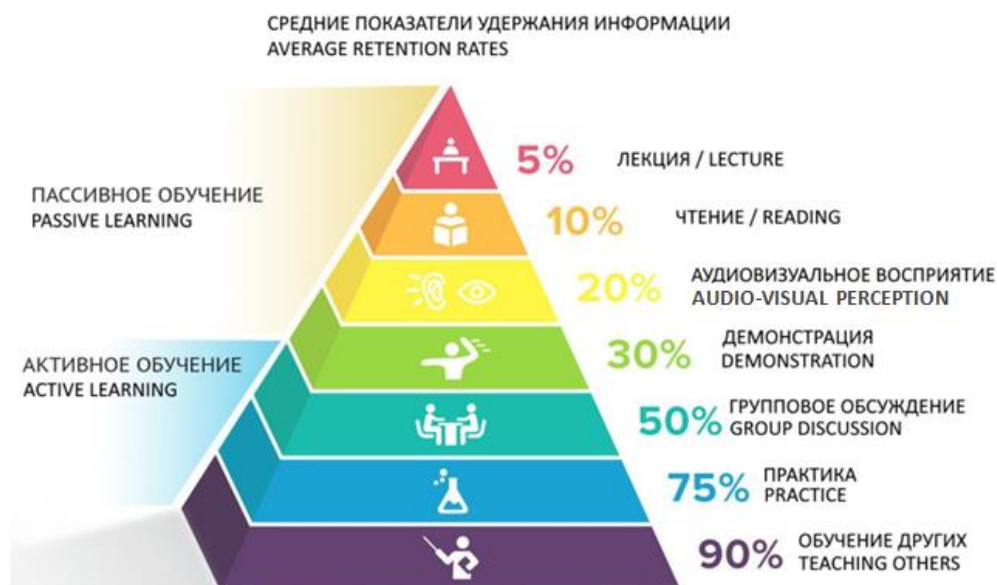 СРЕДНИЕ ПОКАЗАТЕЛИ УДЕРЖАНИЯ ИНФОРМАЦИИ
AVERAGE RETENTION RATES
5% ЛЕКЦИЯ / LECTURE
ПАССИВНОЕ ОБУЧЕНИЕ
PASSIVE LEARNING
10% ЧТЕНИЕ / READING
20% АУДИОВИЗУАЛЬНОЕ ВОСПРИЯТИЕ
AUDIO-VISUAL PERCEPTION
30% ДЕМОНСТРАЦИЯ
DEMONSTRATION
АКТИВНОЕ ОБУЧЕНИЕ
ACTIVE LEARNING
50% ГРУППОВОЕ ОБСУЖДЕНИЕ
GROUP DISCUSSION
75% ПРАКТИКА
PRACTICE
90% ОБУЧЕНИЕ ДРУГИХ
TEACHING OTHERS